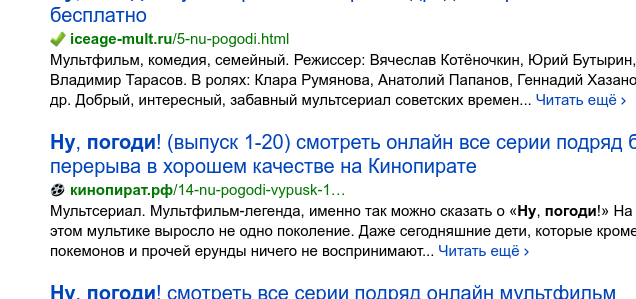 бесплатно
iceage-mult.ru/5-nu-pogodi.html
Мультфильм, комедия, семейный. Режиссер: Вячеслав Котёночкин, Юрий Бутырин,
Владимир Тарасов. В ролях: Клара Румянова, Анатолий Папанов, Геннадий Хазано
др. Добрый, интересный, забавный мультсериал советских времен... Читать ещё ›
Ну, погоди! (выпуск 1-20) смотреть онлайн все серии подряд б
перерыва в хорошем качестве на Кинопирате
кинопират.рф/14-nu-pogodi-vypusk-1…
Мультсериал. Мультфильм-легенда, именно так можно сказать о «Ну, погоди!» На
этом мультике выросло не одно поколение. Даже сегодняшние дети, которые кроме
покемонов и прочей ерунды ничего не воспринимают... Читать ещё ›
Ну, погоди! смотреть все серии подряд онлайн мультфильм